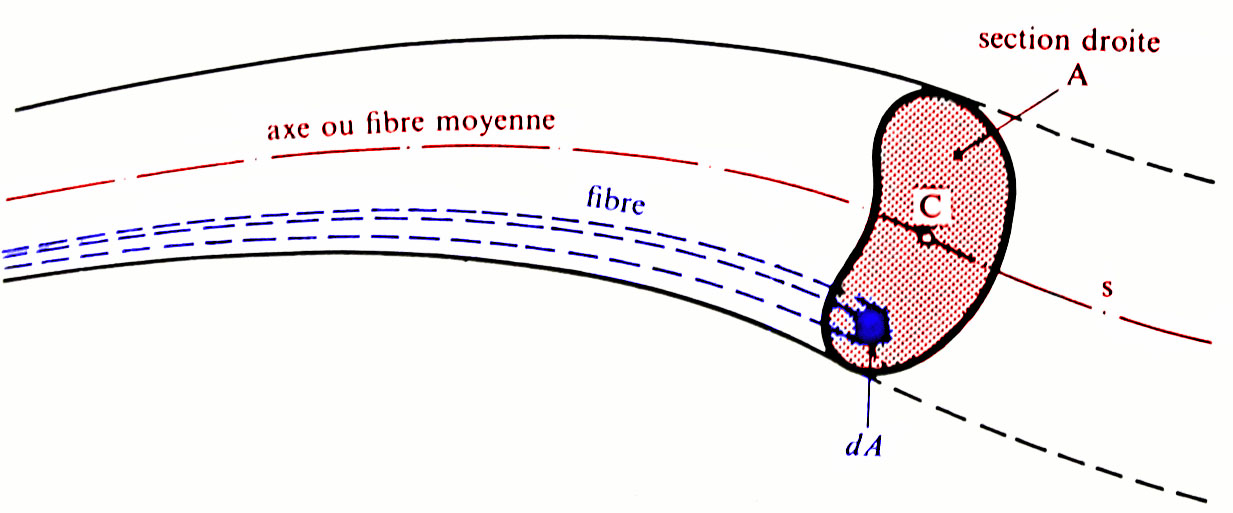 section droite
A
axe ou fibre moyenne
fibre
C
s
dA